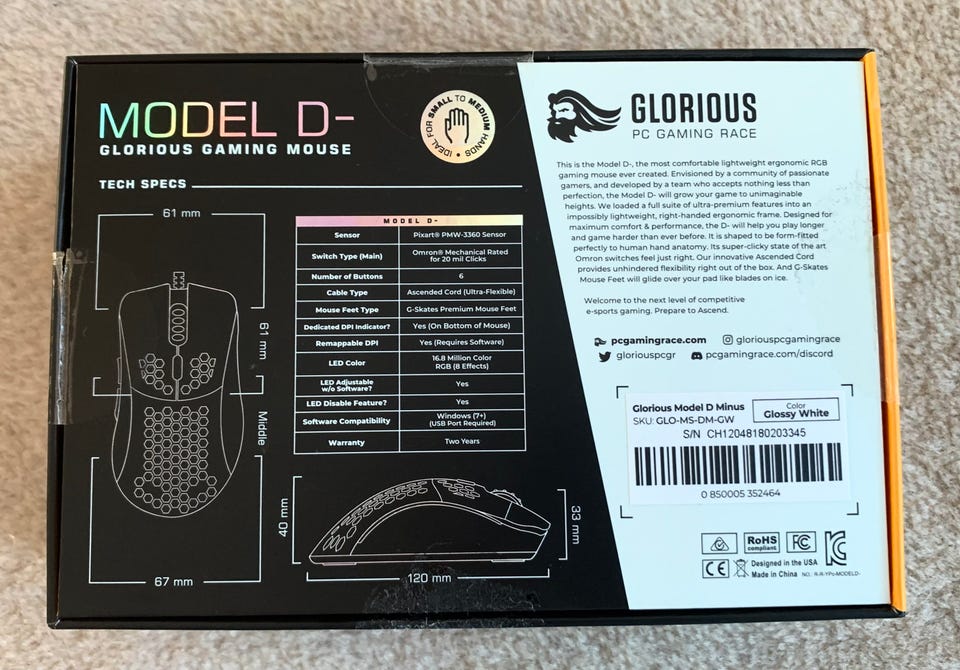 MODEL D-
GLORIOUS GAMING MOUSE
IDEAL FOR SMALL TO MEDIUM HANDS •
TECH SPECS
61 mm
61 mm
Middle
67 mm
MODEL D-
Sensor Pixart® PMW-3360 Sensor
Switch Type (Main) Omron® Mechanical Rated
for 20 mil Clicks
Number of Buttons 6
Cable Type Ascended Cord (Ultra-Flexible)
Mouse Feet Type G-Skates Premium Mouse Feet
Dedicated DPI Indicator? Yes (On Bottom of Mouse)
Remappable DPI Yes (Requires Software)
LED Color 16.8 Million Color
RGB (8 Effects)
LED Adjustable
w/o Software? Yes
LED Disable Feature? Yes
Software Compatibility Windows (7+)
(USB Port Required)
Warranty Two Years
40 mm
33 mm
120 mm
GLORIOUS
PC GAMING RACE
This is the Model D-, the most comfortable lightweight ergonomic RGB
gaming mouse ever created. Envisioned by a community of passionate
gamers, and developed by a team who accepts nothing less than
perfection, the Model D- will grow your game to unimaginable
heights. We loaded a full suite of ultra-premium features into an
impossibly lightweight, right-handed ergonomic frame. Designed for
maximum comfort & performance, the D- will help you play longer
and game harder than ever before. It is shaped to be form-fitted
perfectly to human hand anatomy. Its super-clicky state of the art
Omron switches feel just right. Our innovative Ascended Cord
provides unhindered flexibility right out of the box. And G-Skates
Mouse Feet will glide over your pad like blades on ice.
Welcome to the next level of competitive
e-sports gaming. Prepare to Ascend.
pcgamingrace.com gloriouspcgamingrace
gloriouspcgr pcgamingrace.com/discord
Glorious Model D Minus
SKU: GLO-MS-DM-GW
Color
Glossy White
S/N CH12048180203345
0 850005 352464
RoHS
compliant
FC
CE
Designed in the USA
Made in China NO.: R-R-YPo-MODELD-